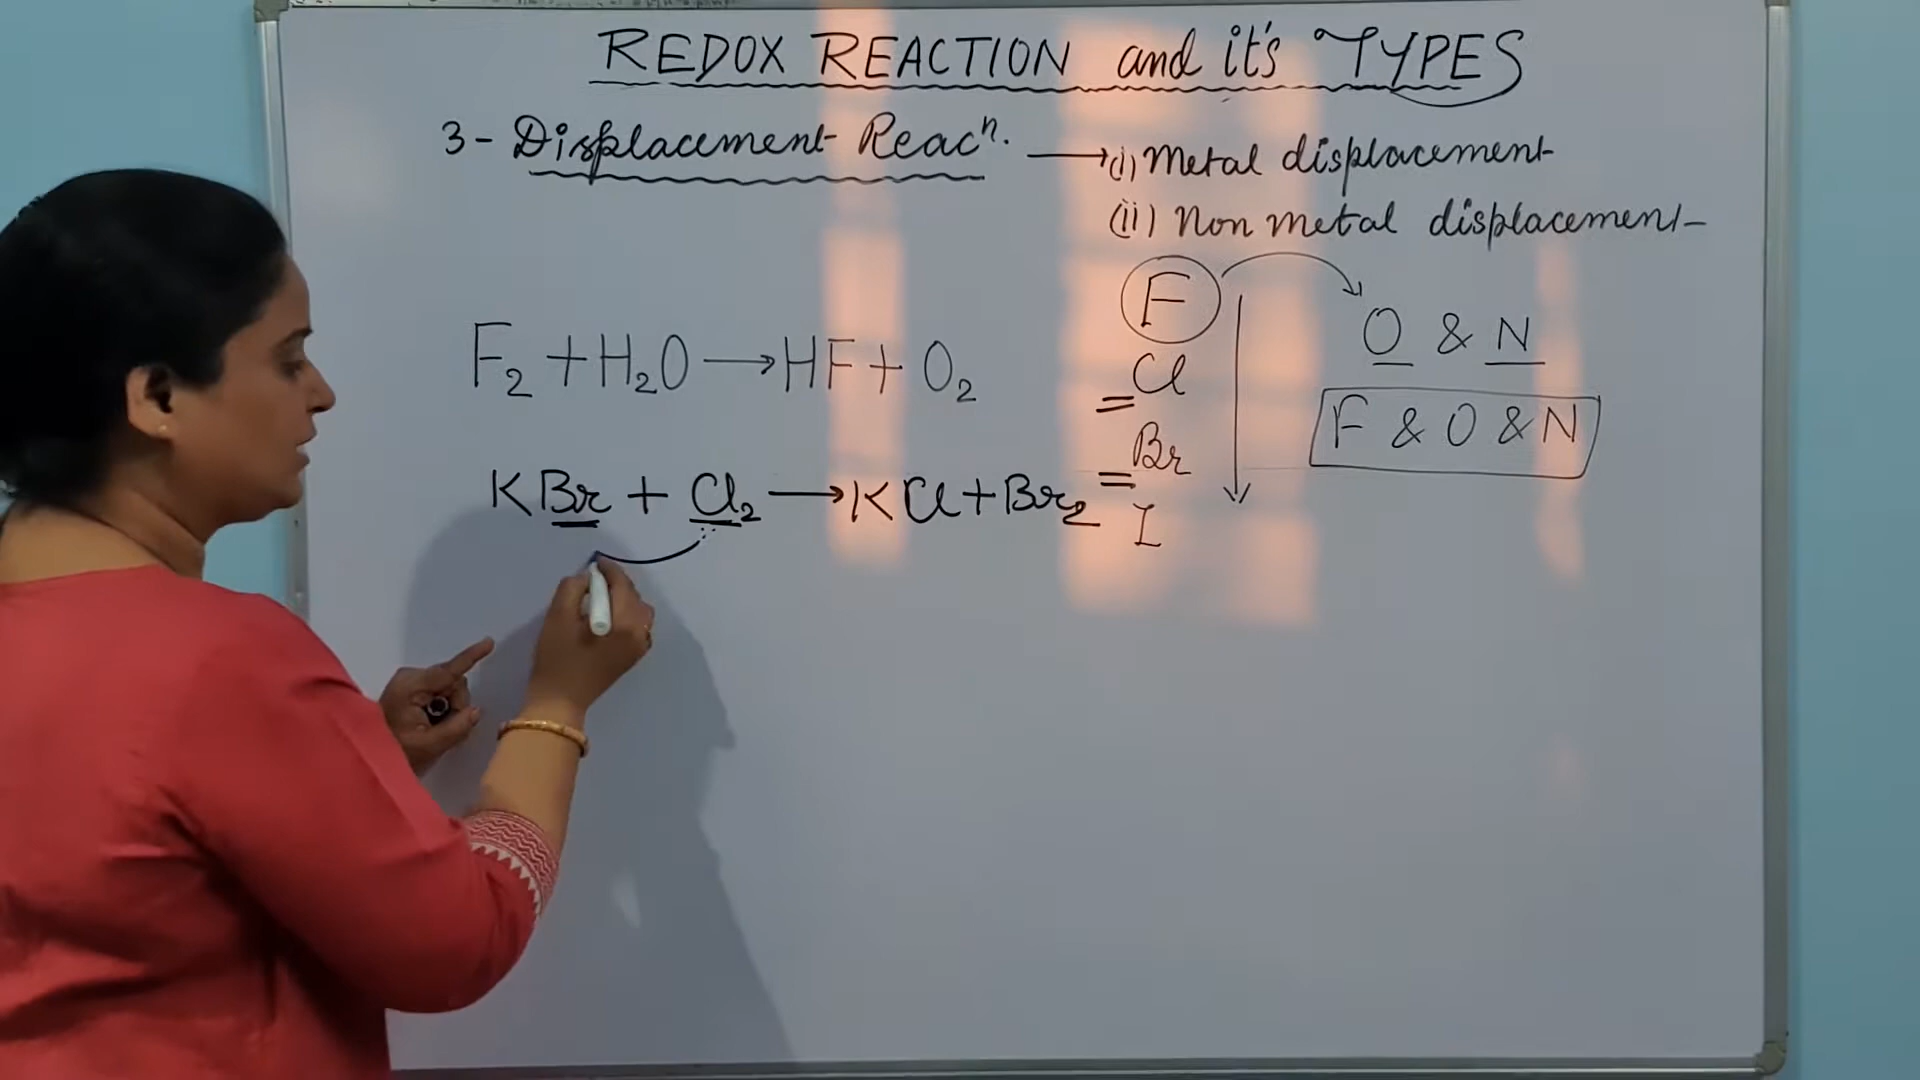 REDOX REACTION and it's TYPES
3- Displacement Reacⁿ. → (i) Metal displacement
(ii) Non metal displacement
F
O & N
F₂ + H₂O → HF + O₂
Cl
F & O & N
Br
KBr + Cl₂ → KCl + Br₂
I